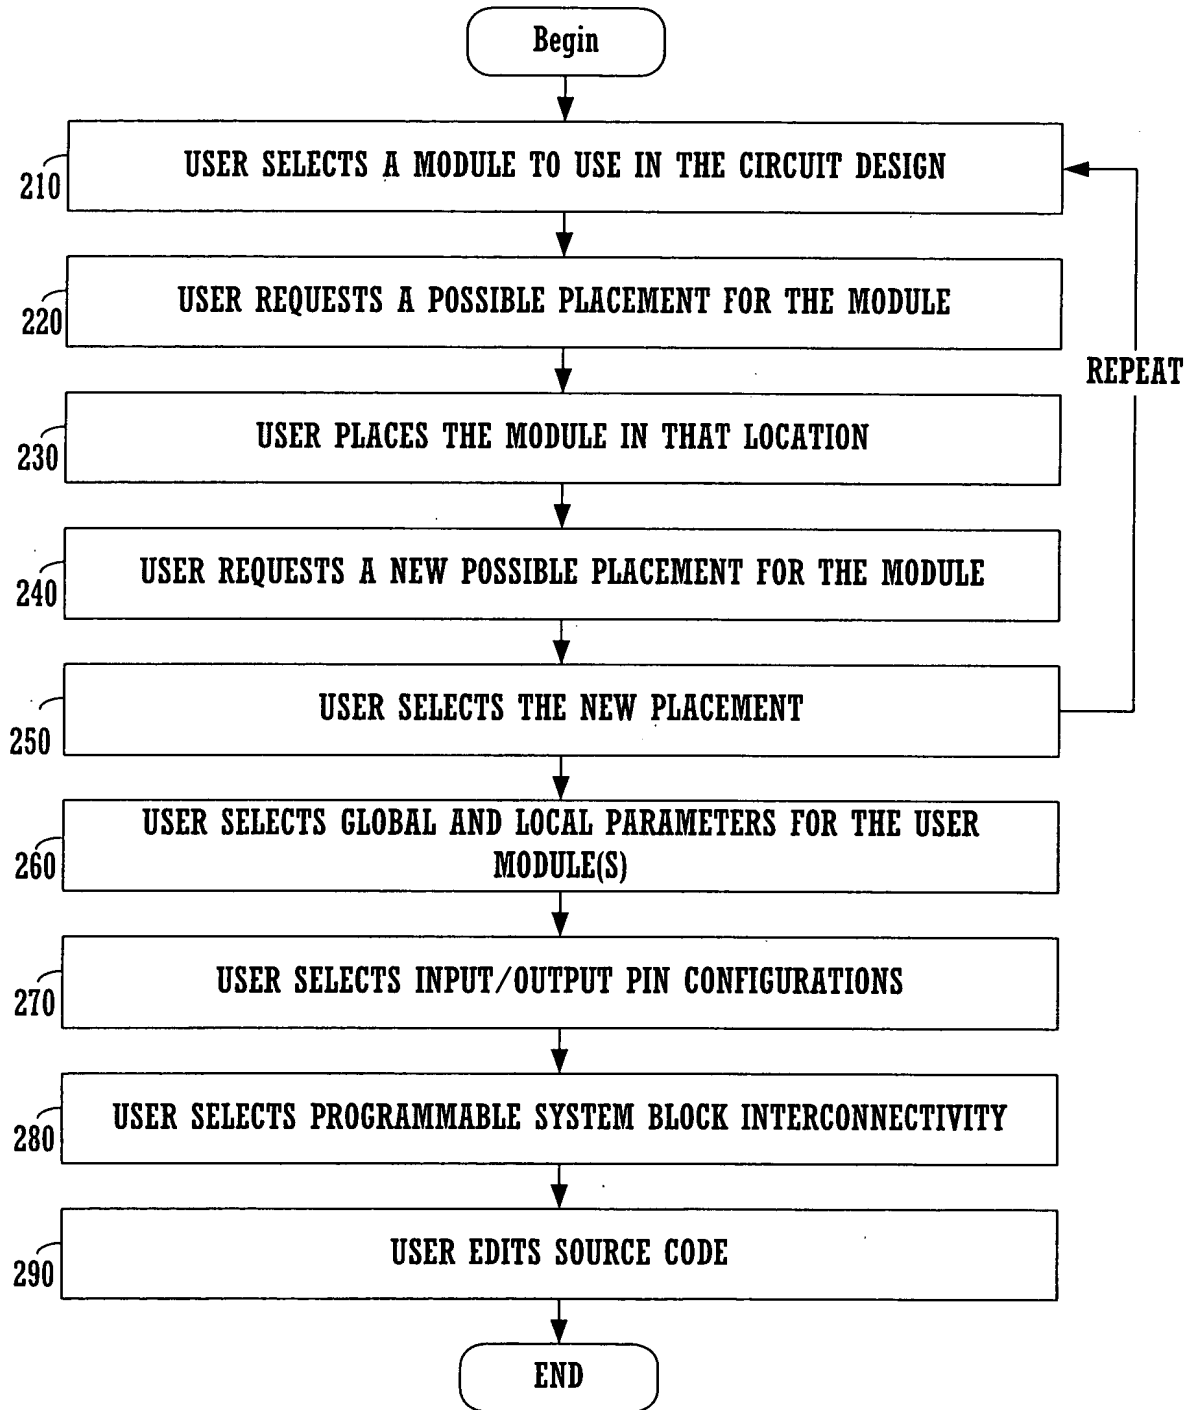 Begin
USER SELECTS A MODULE TO USE IN THE CIRCUIT DESIGN
210
USER REQUESTS A POSSIBLE PLACEMENT FOR THE MODULE
220
REPEAT
USER PLACES THE MODULE IN THAT LOCATION
230
USER REQUESTS A NEW POSSIBLE PLACEMENT FOR THE MODULE
240
USER SELECTS THE NEW PLACEMENT
250
USER SELECTS GLOBAL AND LOCAL PARAMETERS FOR THE USER
MODULE(S)
260
USER SELECTS INPUT/OUTPUT PIN CONFIGURATIONS
270
USER SELECTS PROGRAMMABLE SYSTEM BLOCK INTERCONNECTIVITY
280
USER EDITS SOURCE CODE
290
END